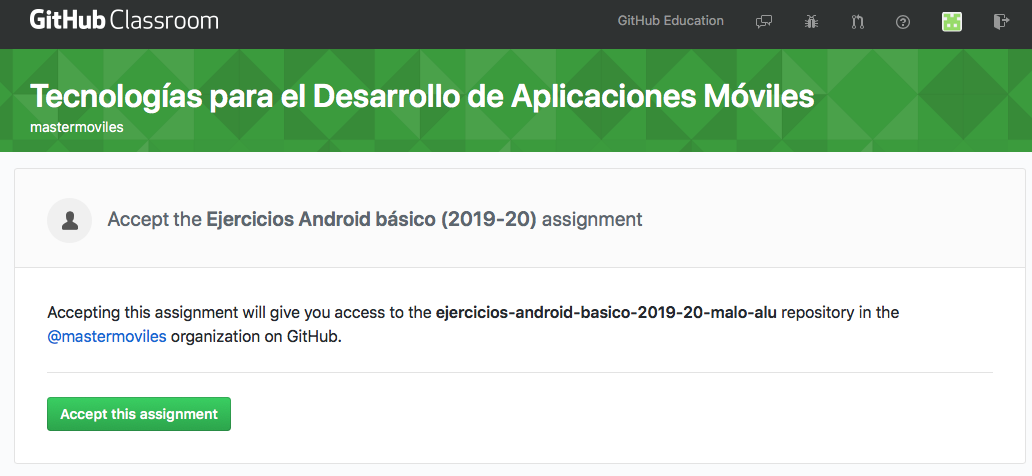 GitHub Classroom
GitHub Education
Tecnologías para el Desarrollo de Aplicaciones Móviles
mastermoviles
Accept the Ejercicios Android básico (2019-20) assignment
Accepting this assignment will give you access to the ejercicios-android-basico-2019-20-malo-alu repository in the
@mastermoviles organization on GitHub.
Accept this assignment